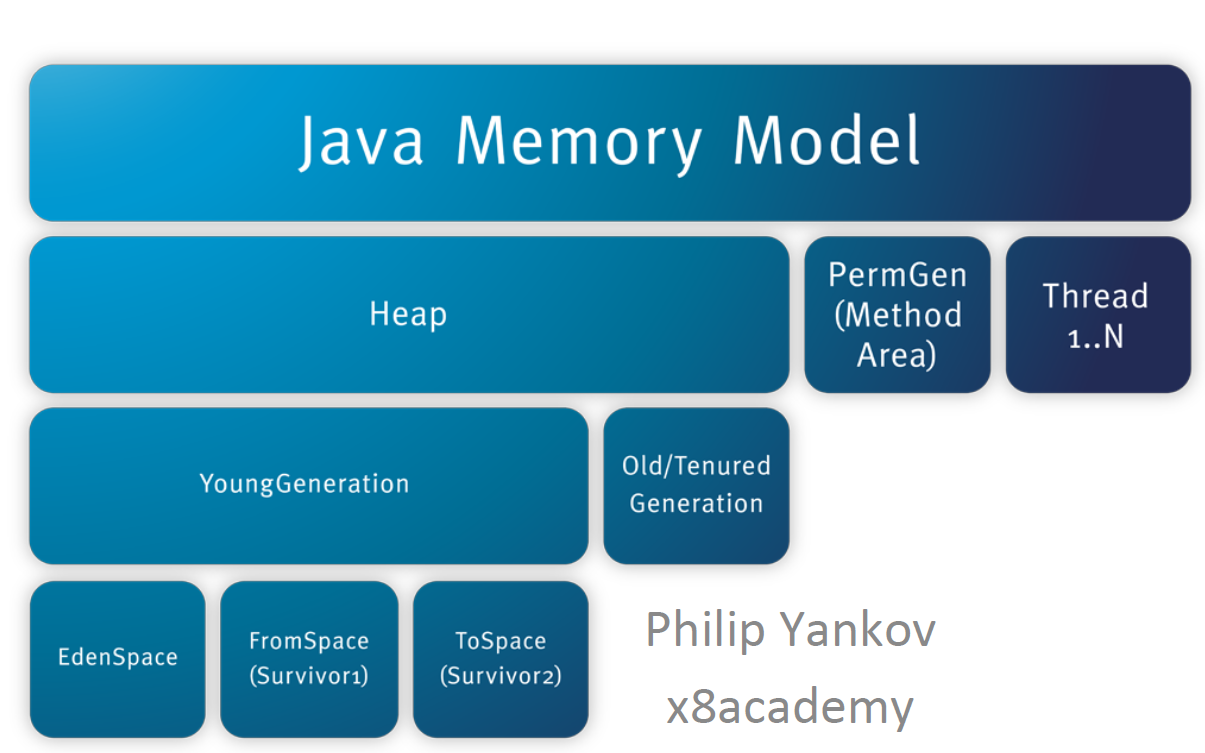 Java Memory Model
Heap
PermGen
(Method
Area)
Thread
1..N
YoungGeneration
Old/Tenured
Generation
EdenSpace
FromSpace
(Survivor1)
ToSpace
(Survivor2)
Philip Yankov
x8academy